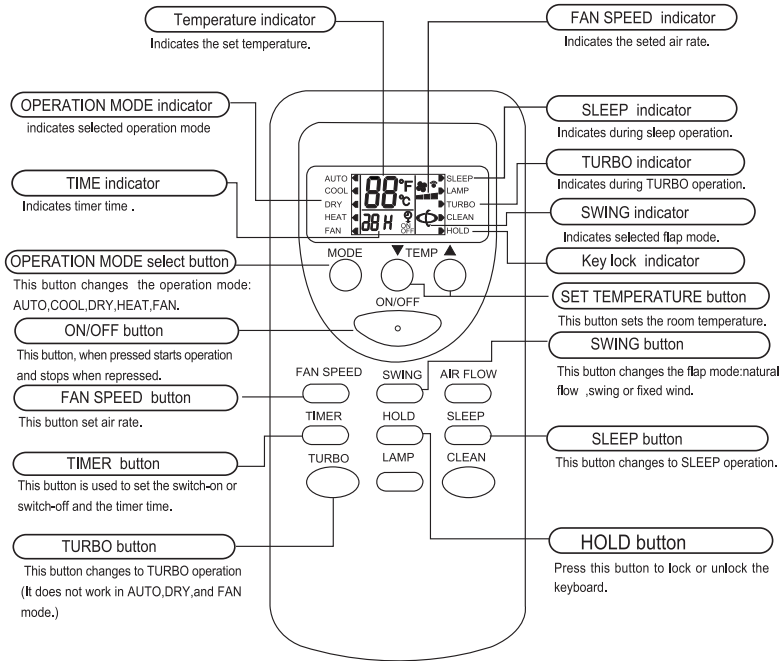 Temperature indicator
Indicates the set temperature.
FAN SPEED indicator
Indicates the seted air rate.
OPERATION MODE indicator
indicates selected operation mode
TIME indicator
Indicates timer time .
OPERATION MODE select button
This button changes the operation mode:
AUTO,COOL,DRY,HEAT,FAN.
ON/OFF button
This button, when pressed starts operation
and stops when repressed.
FAN SPEED button
This button set air rate.
TIMER button
This button is used to set the switch-on or
switch-off and the timer time.
TURBO button
This button changes to TURBO operation
(It does not work in AUTO,DRY,and FAN
mode.)
AUTO
COOL
DRY
HEAT
FAN
88°F
°C
88 H
ON
OFF
SLEEP
LAMP
TURBO
CLEAN
HOLD
MODE
▼ TEMP ▲
ON/OFF
FAN SPEED SWING AIR FLOW
TIMER HOLD SLEEP
TURBO LAMP CLEAN
SLEEP indicator
Indicates during sleep operation.
TURBO indicator
Indicates during TURBO operation.
SWING indicator
Indicates selected flap mode.
Key lock indicator
SET TEMPERATURE button
This button sets the room temperature.
SWING button
This button changes the flap mode:natural
flow ,swing or fixed wind.
SLEEP button
This button changes to SLEEP operation.
HOLD button
Press this button to lock or unlock the
keyboard.